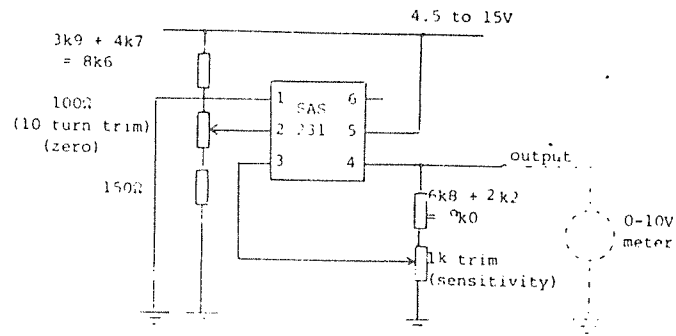 4.5 to 15V
3k9 + 4k7
= 8k6
100Ω
(10 turn trim)
(zero)
150Ω
1
2
3
SAS
231
6
5
4
output
6k8 + 2k2
= 9k0
1k trim
(sensitivity)
0-10V
meter